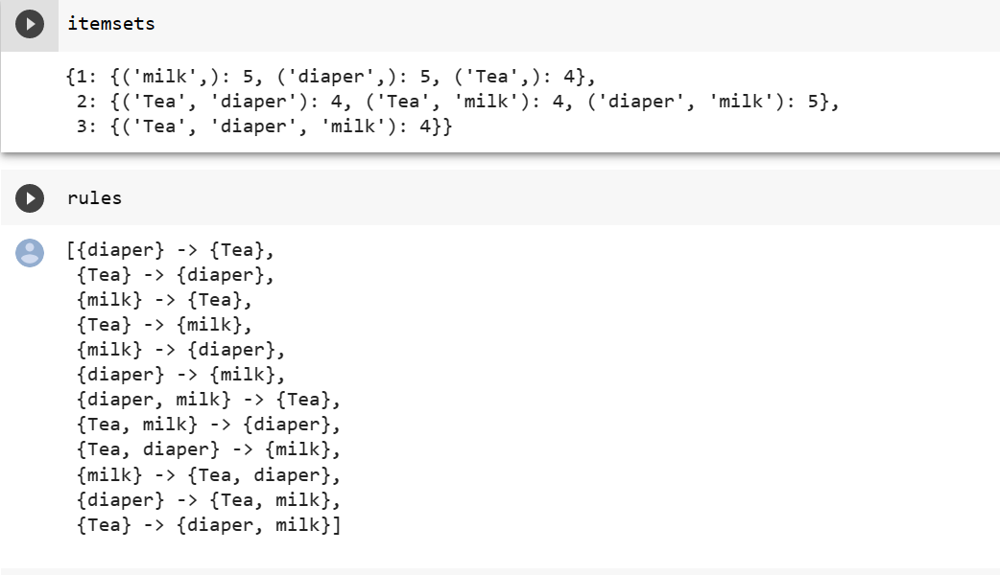 itemsets
{1: {('milk',): 5, ('diaper',): 5, ('Tea',): 4},
2: {('Tea', 'diaper'): 4, ('Tea', 'milk'): 4, ('diaper', 'milk'): 5},
3: {('Tea', 'diaper', 'milk'): 4}}
rules
[{diaper} -> {Tea},
{Tea} -> {diaper},
{milk} -> {Tea},
{Tea} -> {milk},
{milk} -> {diaper},
{diaper} -> {milk},
{diaper, milk} -> {Tea},
{Tea, milk} -> {diaper},
{Tea, diaper} -> {milk},
{milk} -> {Tea, diaper},
{diaper} -> {Tea, milk},
{Tea} -> {diaper, milk}]